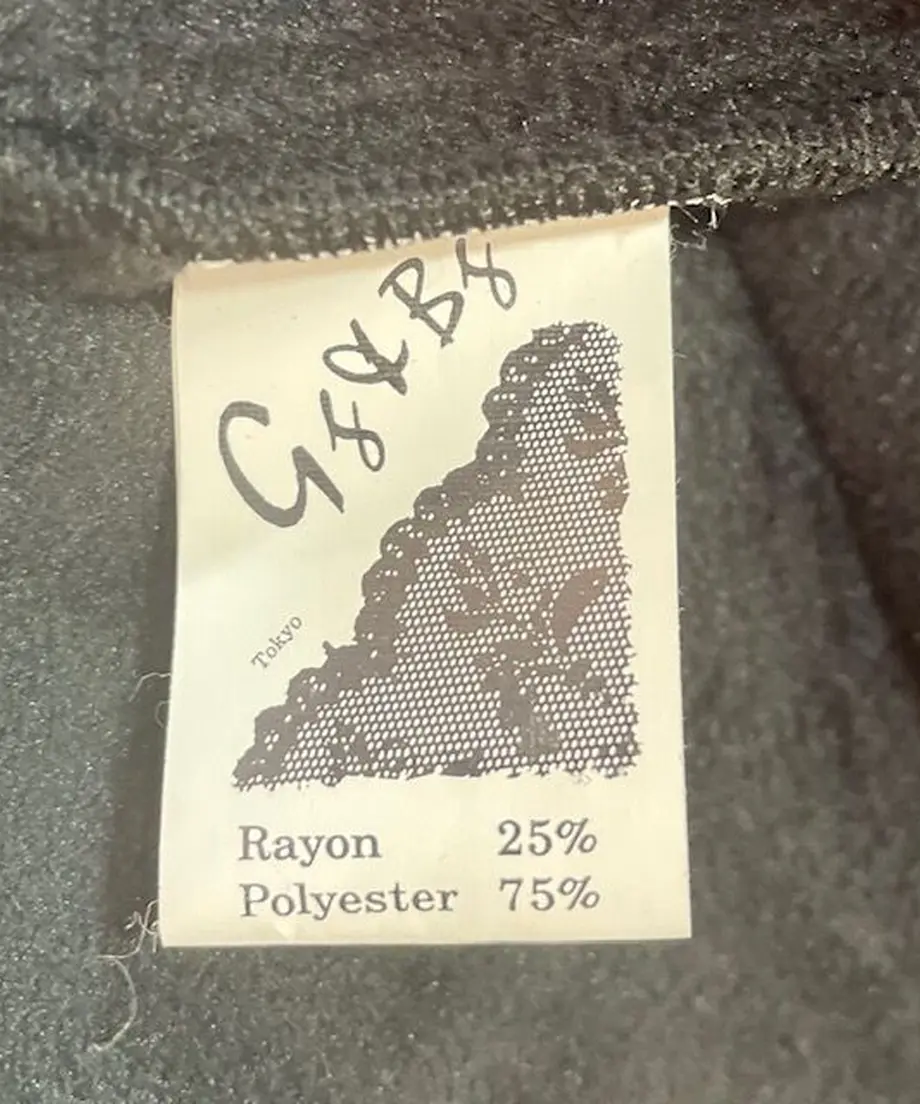 Tokyo
Rayon 25%
Polyester 75%